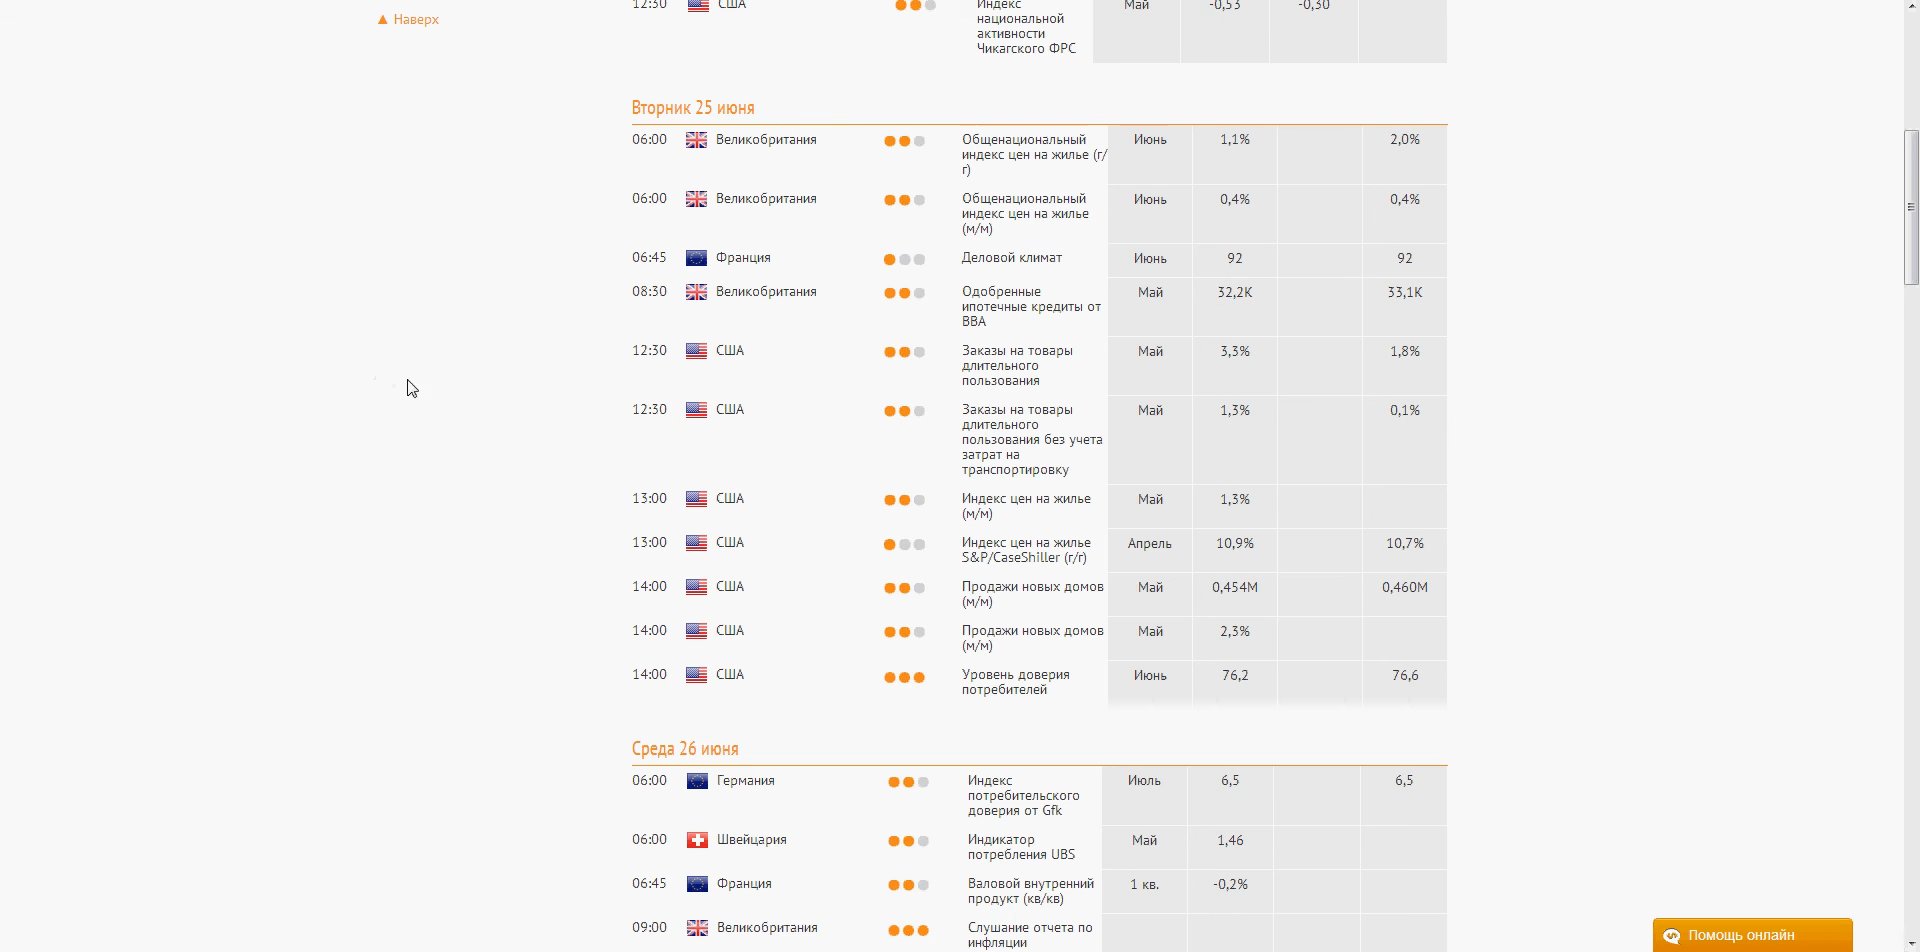 ▲ Наверх
12:30 США Индекс Май -0,53 -0,30
национальной
активности
Чикагского ФРС
Вторник 25 июня
06:00 Великобритания Общенациональный Июнь 1,1% 2,0%
индекс цен на жилье (г/
г)
06:00 Великобритания Общенациональный Июнь 0,4% 0,4%
индекс цен на жилье
(м/м)
06:45 Франция Деловой климат Июнь 92 92
08:30 Великобритания Одобренные Май 32,2К 33,1К
ипотечные кредиты от
ВВА
12:30 США Заказы на товары Май 3,3% 1,8%
длительного
пользования
12:30 США Заказы на товары Май 1,3% 0,1%
длительного
пользования без учета
затрат на
транспортировку
13:00 США Индекс цен на жилье Май 1,3%
(м/м)
13:00 США Индекс цен на жилье Апрель 10,9% 10,7%
S&P/CaseShiller (г/г)
14:00 США Продажи новых домов Май 0,454М 0,460М
(м/м)
14:00 США Продажи новых домов Май 2,3%
(м/м)
14:00 США Уровень доверия Июнь 76,2 76,6
потребителей
Среда 26 июня
06:00 Германия Индекс Июль 6,5 6,5
потребительского
доверия от Gfk
06:00 Швейцария Индикатор Май 1,46
потребления UBS
06:45 Франция Валовой внутренний 1 кв. -0,2%
продукт (кв/кв)
09:00 Великобритания Слушание отчета по
инфляции
Помощь онлайн